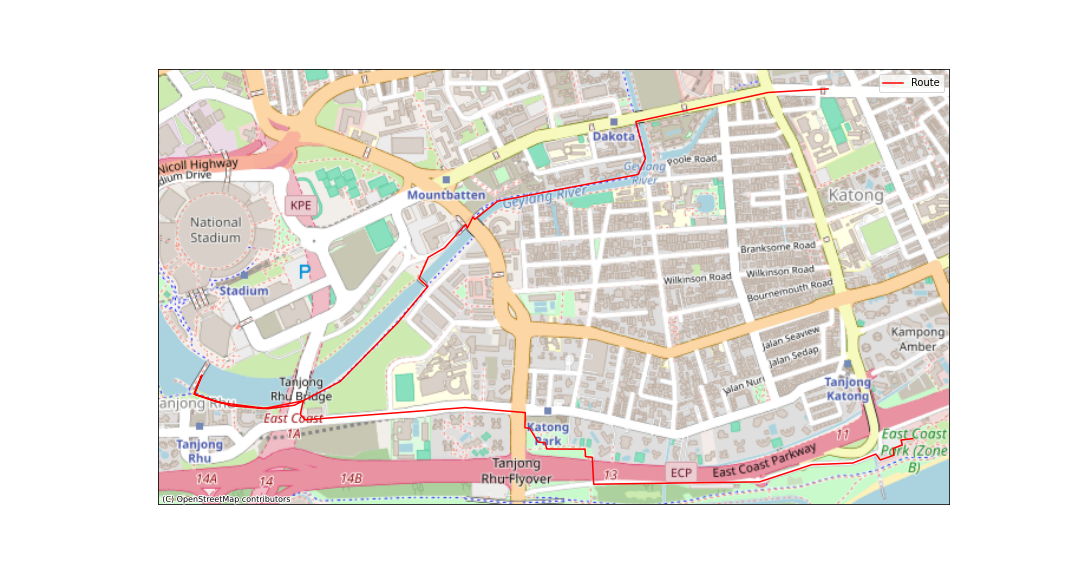 Route
Dakota
Poole Road
Geylang
River
Nicoll Highway
dium Drive
Mountbatten
Geylang River
Katong
KPE
National
Stadium
Branksome Road
P
Wilkinson Road
Wilkinson Road
Stadium
Bournemouth Road
Jalan Seaview
Kampong
Amber
Jalan Sedap
Tanjong
Rhu Bridge
Jalan Nuri
Tanjong
Katong
anjong Rhu
East Coast
1A
Katong
Park
Tanjong
Rhu
11
East Coast
Park (Zone
B)
Tanjong
Rhu Flyover
East Coast Parkway
ECP
13
14A
14
14B
(C) OpenStreetMap contributors